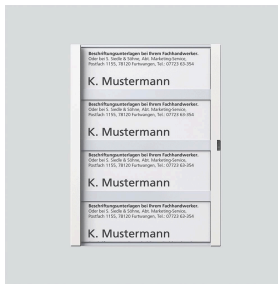 Beschriftungsunterlagen bei Ihrem Fachhandwerker.
Oder bei S. Siedle & Söhne, Abt. Marketing-Service,
Postfach 1155, 78120 Furtwangen, Tel.: 07723 63-354
K. Mustermann
Beschriftungsunterlagen bei Ihrem Fachhandwerker.
Oder bei S. Siedle & Söhne, Abt. Marketing-Service,
Postfach 1155, 78120 Furtwangen, Tel.: 07723 63-354
K. Mustermann
Beschriftungsunterlagen bei Ihrem Fachhandwerker.
Oder bei S. Siedle & Söhne, Abt. Marketing-Service,
Postfach 1155, 78120 Furtwangen, Tel.: 07723 63-354
K. Mustermann
Beschriftungsunterlagen bei Ihrem Fachhandwerker.
Oder bei S. Siedle & Söhne, Abt. Marketing-Service,
Postfach 1155, 78120 Furtwangen, Tel.: 07723 63-354
K. Mustermann